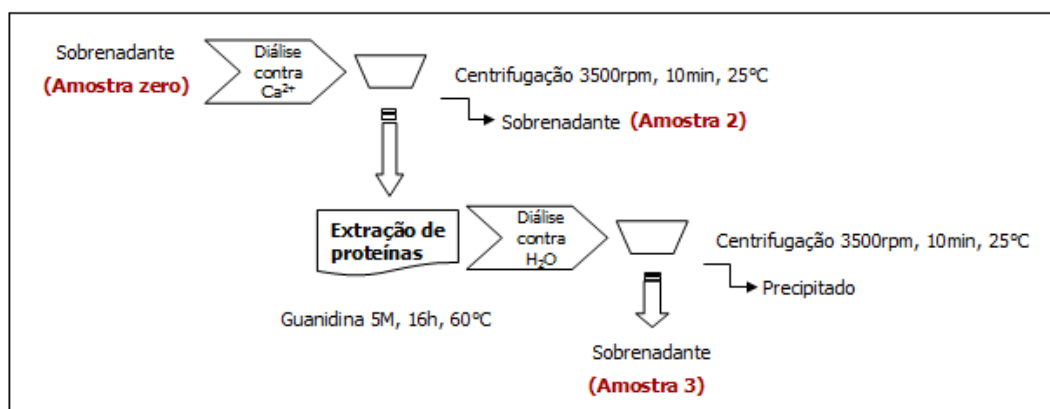 Sobrenadante
(Amostra zero)
Diálise
contra
Ca²⁺
Centrifugação 3500rpm, 10min, 25°C
Sobrenadante (Amostra 2)
Extração de
proteínas
Diálise
contra
H₂O
Centrifugação 3500rpm, 10min, 25°C
Precipitado
Guanidina 5M, 16h, 60°C
Sobrenadante
(Amostra 3)